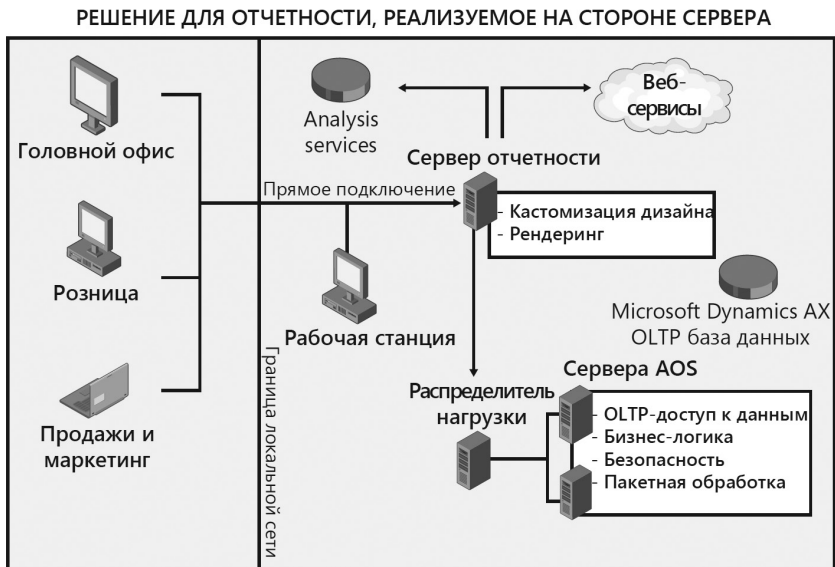 РЕШЕНИЕ ДЛЯ ОТЧЕТНОСТИ, РЕАЛИЗУЕМОЕ НА СТОРОНЕ СЕРВЕРА
Головной офис
Розница
Продажи и
маркетинг
Analysis
services
Веб-
сервисы
Сервер отчетности
Прямое подключение
- Кастомизация дизайна
- Рендеринг
Рабочая станция
Граница локальной сети
Microsoft Dynamics AX
OLTP база данных
Распределитель
нагрузки
Сервера AOS
- OLTP-доступ к данным
- Бизнес-логика
- Безопасность
- Пакетная обработка